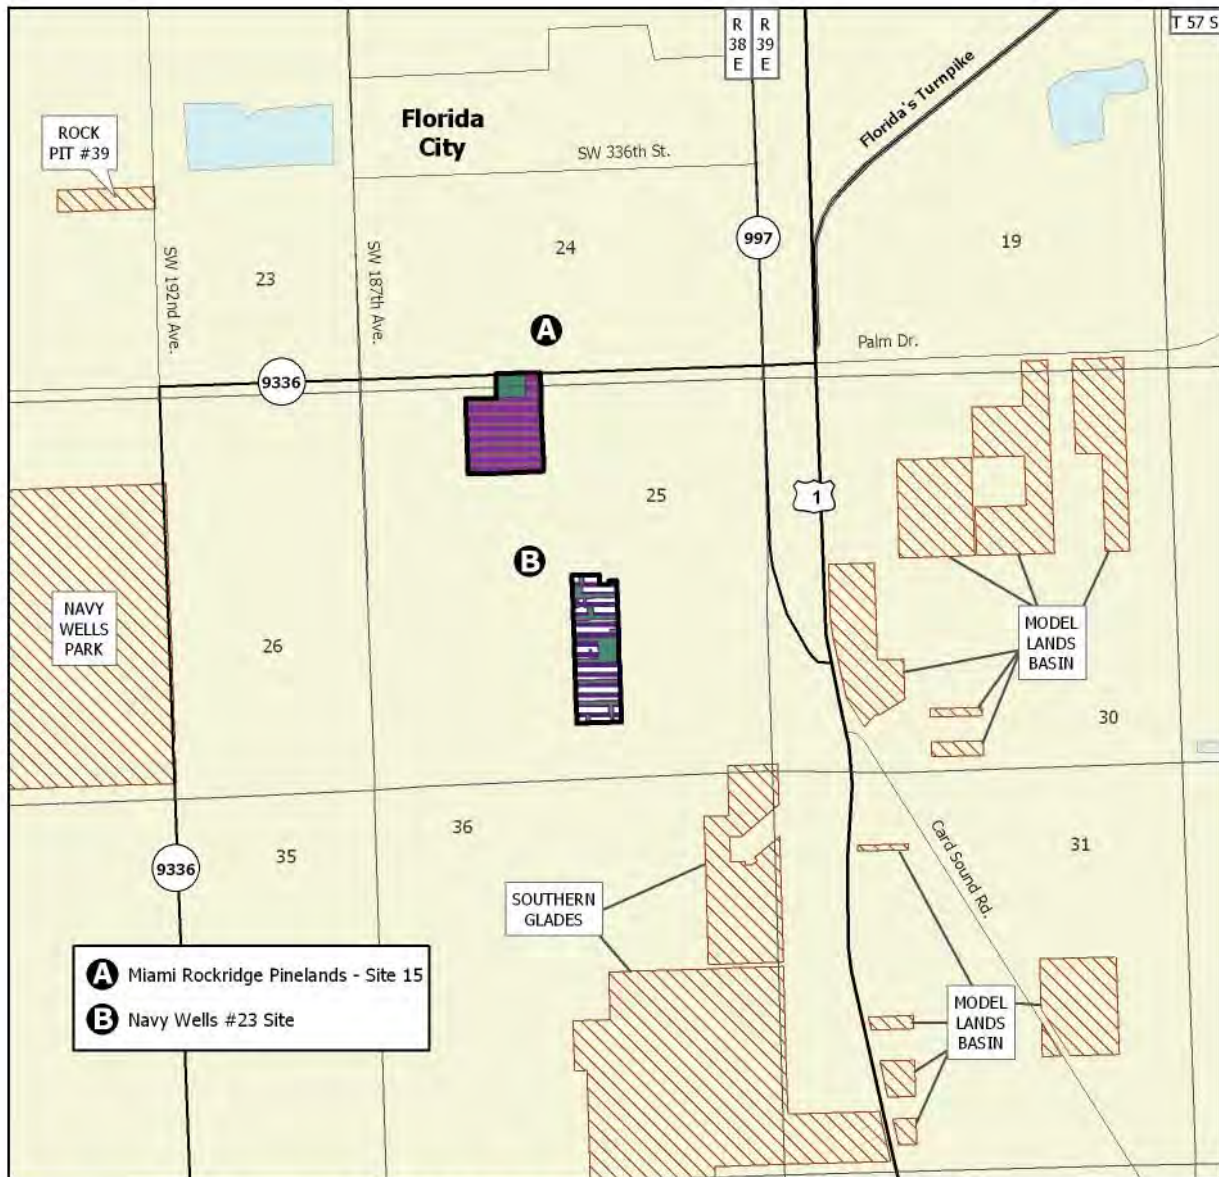 R
38
E
R
39
E
T 57 S
Florida's Turnpike
ROCK
PIT #39
Florida
City
SW 336th St.
997
SW 192nd Ave.
SW 187th Ave.
23
24
19
A
Palm Dr.
9336
25
1
B
NAVY
WELLS
PARK
26
MODEL
LANDS
BASIN
30
36
35
31
9336
Card Sound Rd.
SOUTHERN
GLADES
A Miami Rockridge Pinelands - Site 15
B Navy Wells #23 Site
MODEL
LANDS
BASIN